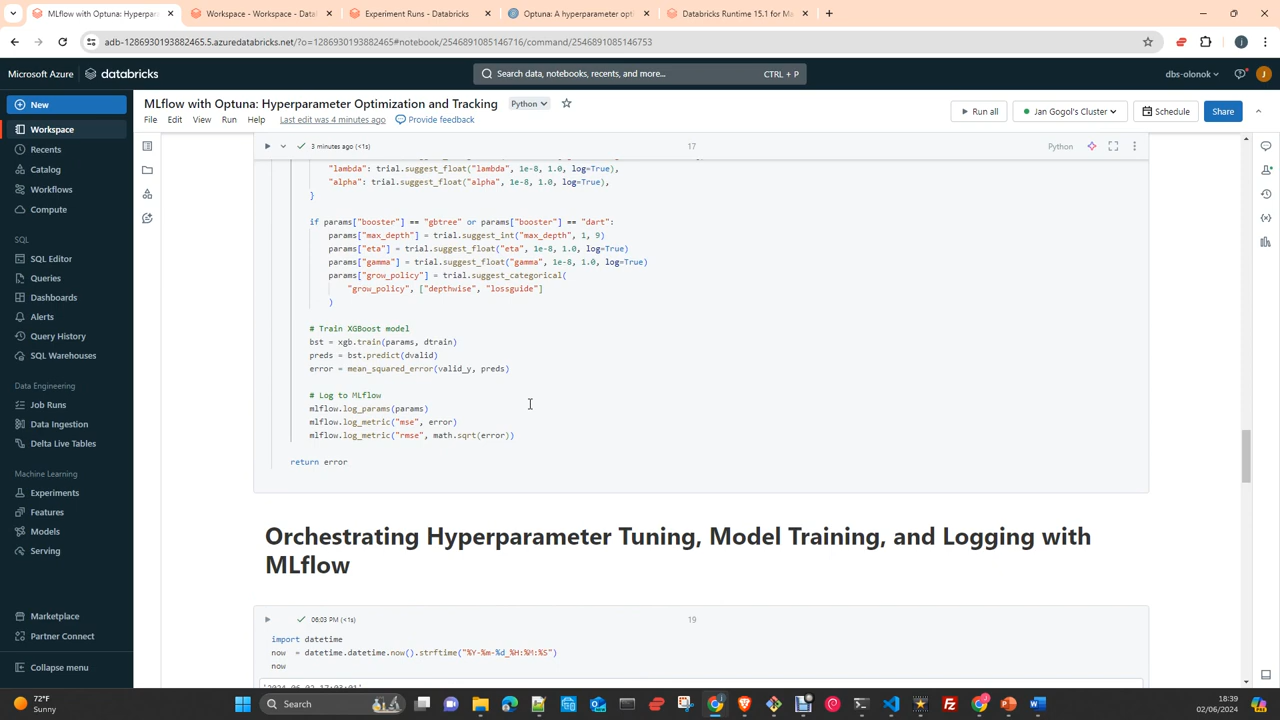 MLflow with Optuna: Hyperpara
Workspace - Workspace - Datal
Experiment Runs - Databricks
Optuna: A hyperparameter opti
Databricks Runtime 15.1 for Ma
adb-1286930193882465.5.azuredatabricks.net/?o=1286930193882465#notebook/2546891085146716/command/2546891085146753
Microsoft Azure databricks
Search data, notebooks, recents, and more... CTRL + P
dbs-olonok
J
New
Workspace
Recents
Catalog
Workflows
Compute
SQL
SQL Editor
Queries
Dashboards
Alerts
Query History
SQL Warehouses
Data Engineering
Job Runs
Data Ingestion
Delta Live Tables
Machine Learning
Experiments
Features
Models
Serving
Marketplace
Partner Connect
Collapse menu
MLflow with Optuna: Hyperparameter Optimization and Tracking Python
File Edit View Run Help Last edit was 4 minutes ago Provide feedback
Run all Jan Gogol's Cluster Schedule Share
3 minutes ago (<1s) 17 Python
"lambda": trial.suggest_float("lambda", 1e-8, 1.0, log=True),
"alpha": trial.suggest_float("alpha", 1e-8, 1.0, log=True),
}
if params["booster"] == "gbtree" or params["booster"] == "dart":
params["max_depth"] = trial.suggest_int("max_depth", 1, 9)
params["eta"] = trial.suggest_float("eta", 1e-8, 1.0, log=True)
params["gamma"] = trial.suggest_float("gamma", 1e-8, 1.0, log=True)
params["grow_policy"] = trial.suggest_categorical(
"grow_policy", ["depthwise", "lossguide"]
)
# Train XGBoost model
bst = xgb.train(params, dtrain)
preds = bst.predict(dvalid)
error = mean_squared_error(valid_y, preds)
# Log to MLflow
mlflow.log_params(params)
mlflow.log_metric("mse", error)
mlflow.log_metric("rmse", math.sqrt(error))
return error
Orchestrating Hyperparameter Tuning, Model Training, and Logging with
MLflow
06:03 PM (<1s) 19
import datetime
now = datetime.datetime.now().strftime("%Y-%m-%d_%H:%M:%S")
now
72°F
Sunny
Search
18:39
02/06/2024